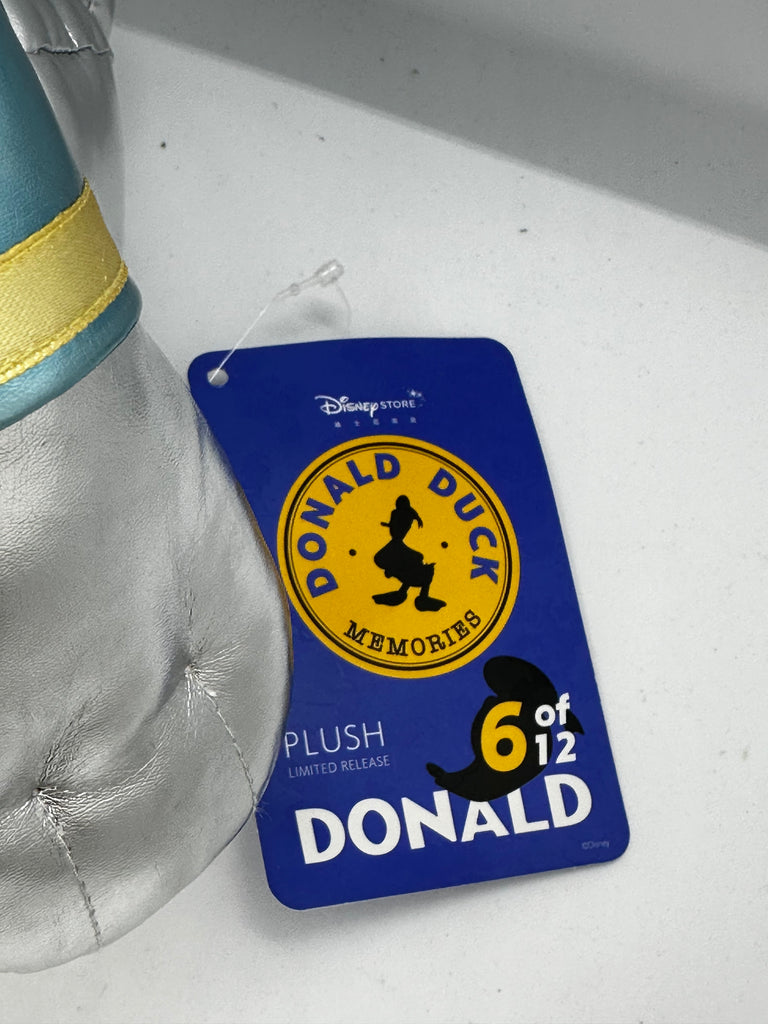 Disney STORE
DONALD DUCK
MEMORIES
6 of 12
PLUSH
LIMITED RELEASE
DONALD
©Disney